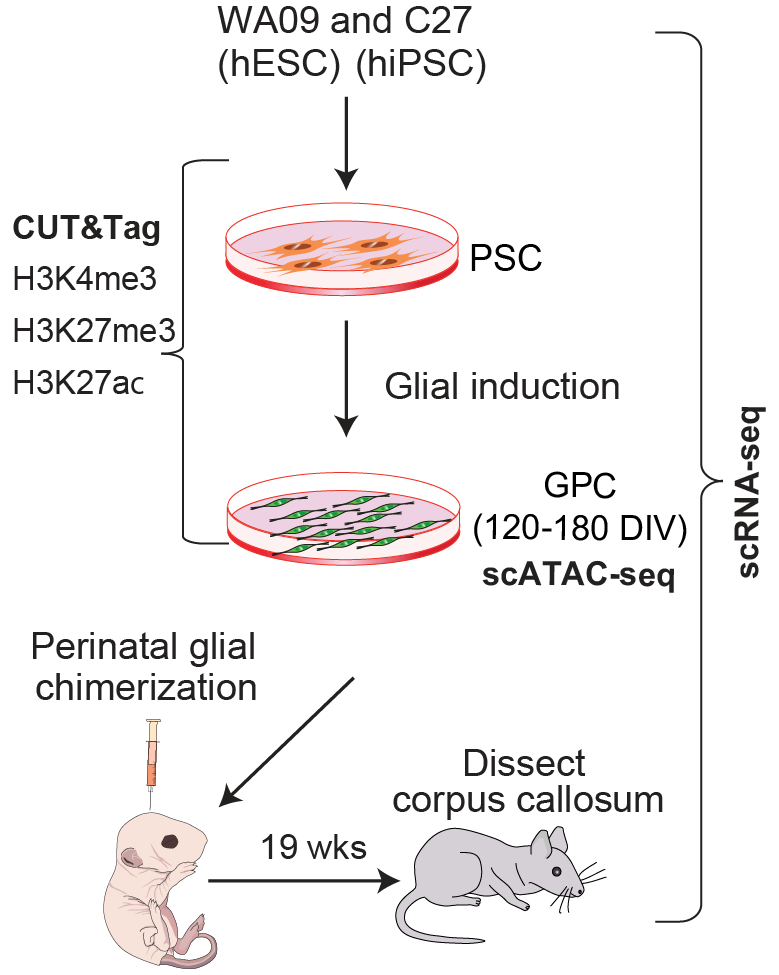 WA09 and C27
(hESC) (hiPSC)
CUT&Tag
H3K4me3
H3K27me3
H3K27ac
PSC
Glial induction
GPC
(120-180 DIV)
scATAC-seq
scRNA-seq
Perinatal glial
chimerization
19 wks
Dissect
corpus callosum